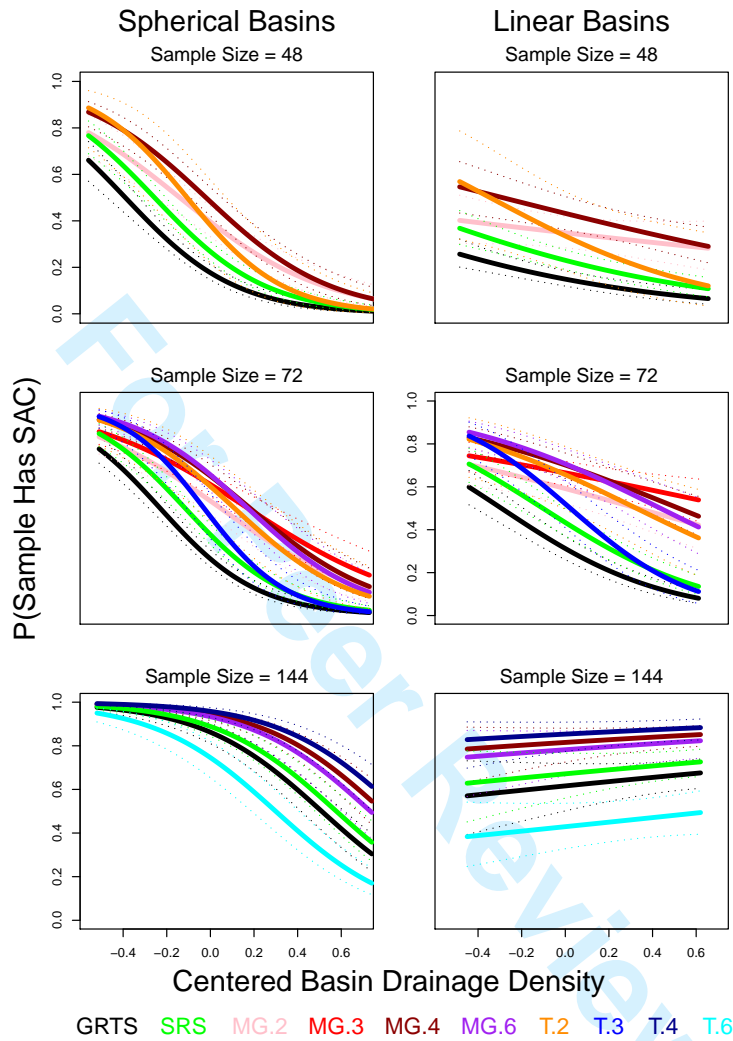 Spherical Basins
Linear Basins
Sample Size = 48
Sample Size = 48
0.0 0.2 0.4 0.6 0.8 1.0
Sample Size = 72
Sample Size = 72
0.0 0.2 0.4 0.6 0.8 1.0
P(Sample Has SAC)
Sample Size = 144
Sample Size = 144
0.0 0.2 0.4 0.6 0.8 1.0
−0.4 −0.2 0.0 0.2 0.4 0.6
−0.4 −0.2 0.0 0.2 0.4 0.6
Centered Basin Drainage Density
GRTS SRS MG.2 MG.3 MG.4 MG.6 T.2 T.3 T.4 T.6
For Peer Review